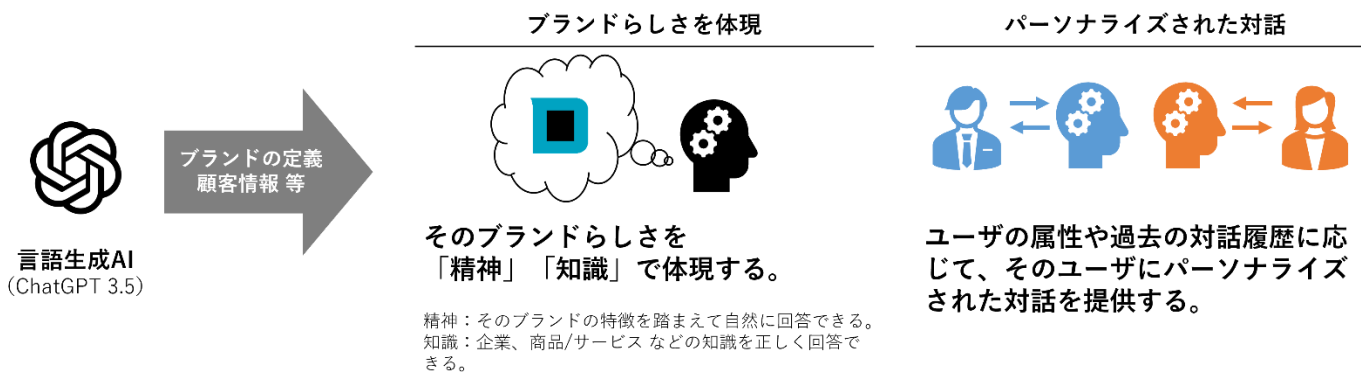 言語生成AI
（ChatGPT 3.5）
ブランドの定義
顧客情報 等
ブランドらしさを体現
そのブランドらしさを
「精神」「知識」で体現する。
精神：そのブランドの特徴を踏まえて自然に回答できる。
知識：企業、商品/サービス などの知識を正しく回答で
きる。
パーソナライズされた対話
ユーザの属性や過去の対話履歴に応
じて、そのユーザにパーソナライズ
された対話を提供する。